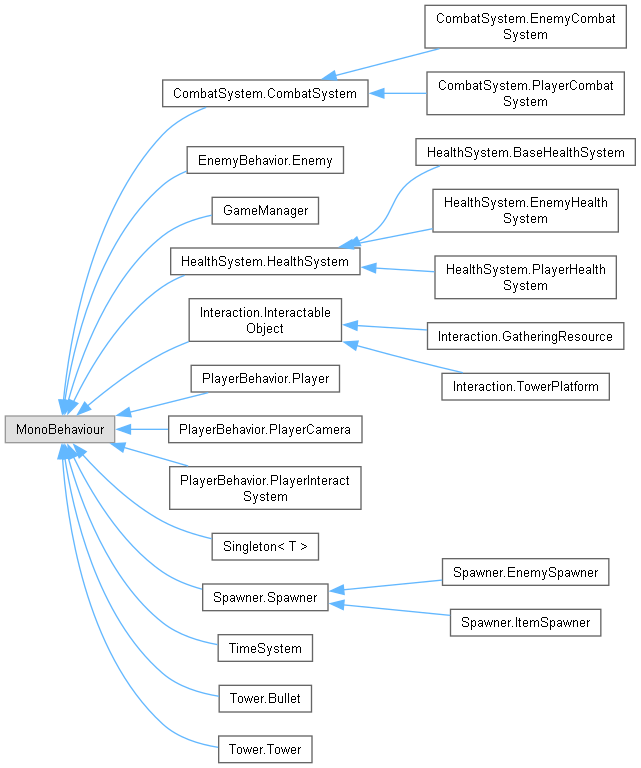 CombatSystem.EnemyCombat
System
CombatSystem.CombatSystem
CombatSystem.PlayerCombat
System
EnemyBehavior.Enemy
HealthSystem.BaseHealthSystem
GameManager
HealthSystem.EnemyHealth
System
HealthSystem.HealthSystem
HealthSystem.PlayerHealth
System
Interaction.Interactable
Object
Interaction.GatheringResource
PlayerBehavior.Player
Interaction.TowerPlatform
MonoBehaviour
PlayerBehavior.PlayerCamera
PlayerBehavior.PlayerInteract
System
Singleton< T >
Spawner.EnemySpawner
Spawner.Spawner
Spawner.ItemSpawner
TimeSystem
Tower.Bullet
Tower.Tower